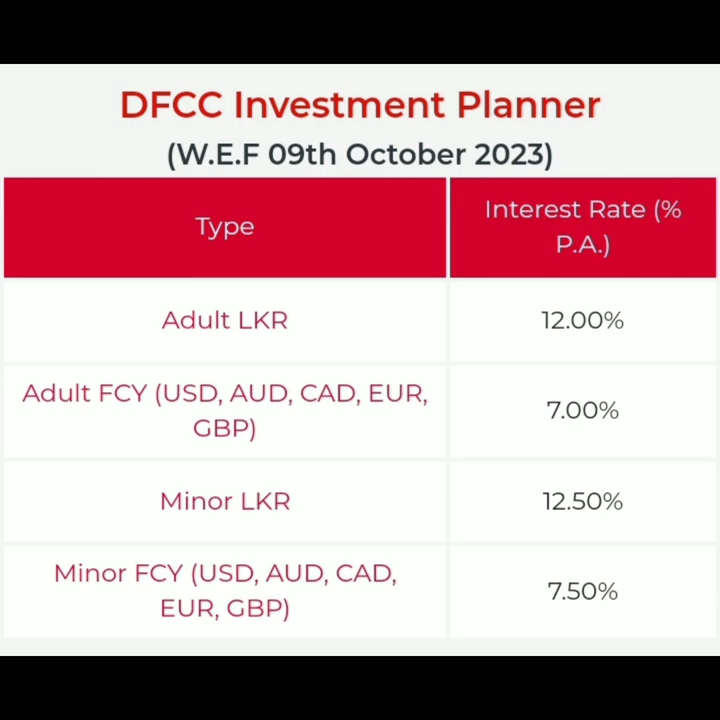 DFCC Investment Planner
(W.E.F 09th October 2023)
Type
Interest Rate (%
P.A.)
Adult LKR
12.00%
Adult FCY (USD, AUD, CAD, EUR,
GBP)
7.00%
Minor LKR
12.50%
Minor FCY (USD, AUD, CAD,
EUR, GBP)
7.50%